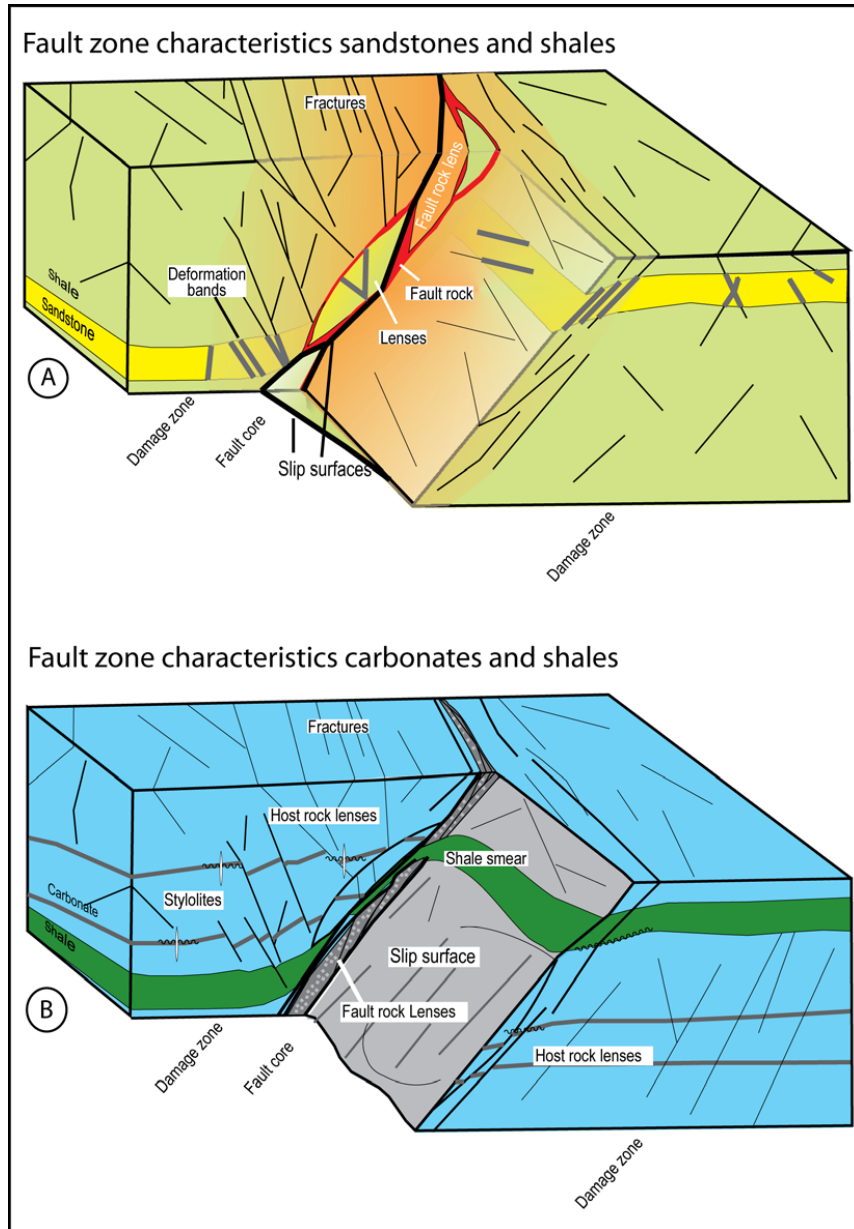 Fault zone characteristics sandstones and shales
Fractures
Fault rock lens
Deformation
bands
Shale
Sandstone
Fault rock
Lenses
A
Damage zone
Fault core
Slip surfaces
Damage zone
Fault zone characteristics carbonates and shales
Fractures
Host rock lenses
Shale smear
Carbonate
Stylolites
Shale
Slip surface
Fault rock Lenses
B
Damage zone
Fault core
Host rock lenses
Damage zone